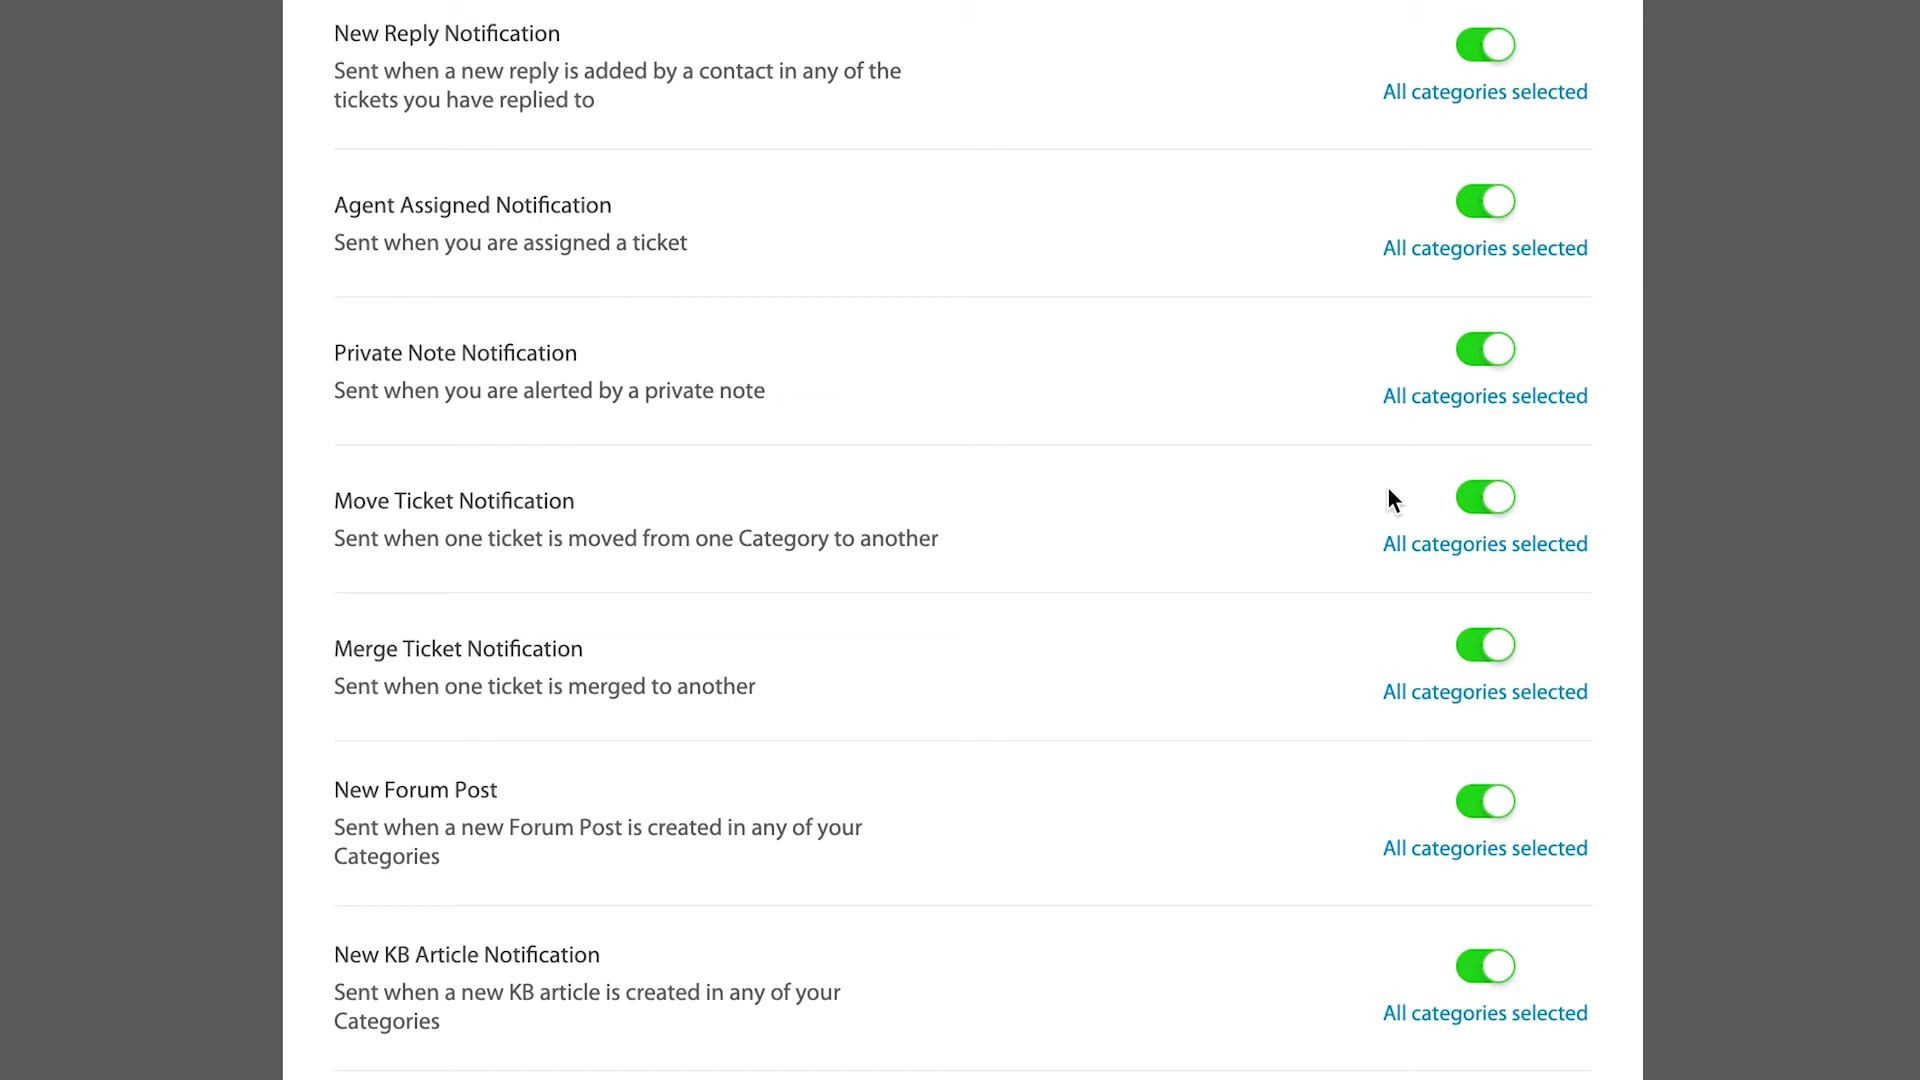 New Reply Notification
Sent when a new reply is added by a contact in any of the
tickets you have replied to
All categories selected
Agent Assigned Notification
Sent when you are assigned a ticket
All categories selected
Private Note Notification
Sent when you are alerted by a private note
All categories selected
Move Ticket Notification
Sent when one ticket is moved from one Category to another
All categories selected
Merge Ticket Notification
Sent when one ticket is merged to another
All categories selected
New Forum Post
Sent when a new Forum Post is created in any of your
Categories
All categories selected
New KB Article Notification
Sent when a new KB article is created in any of your
Categories
All categories selected